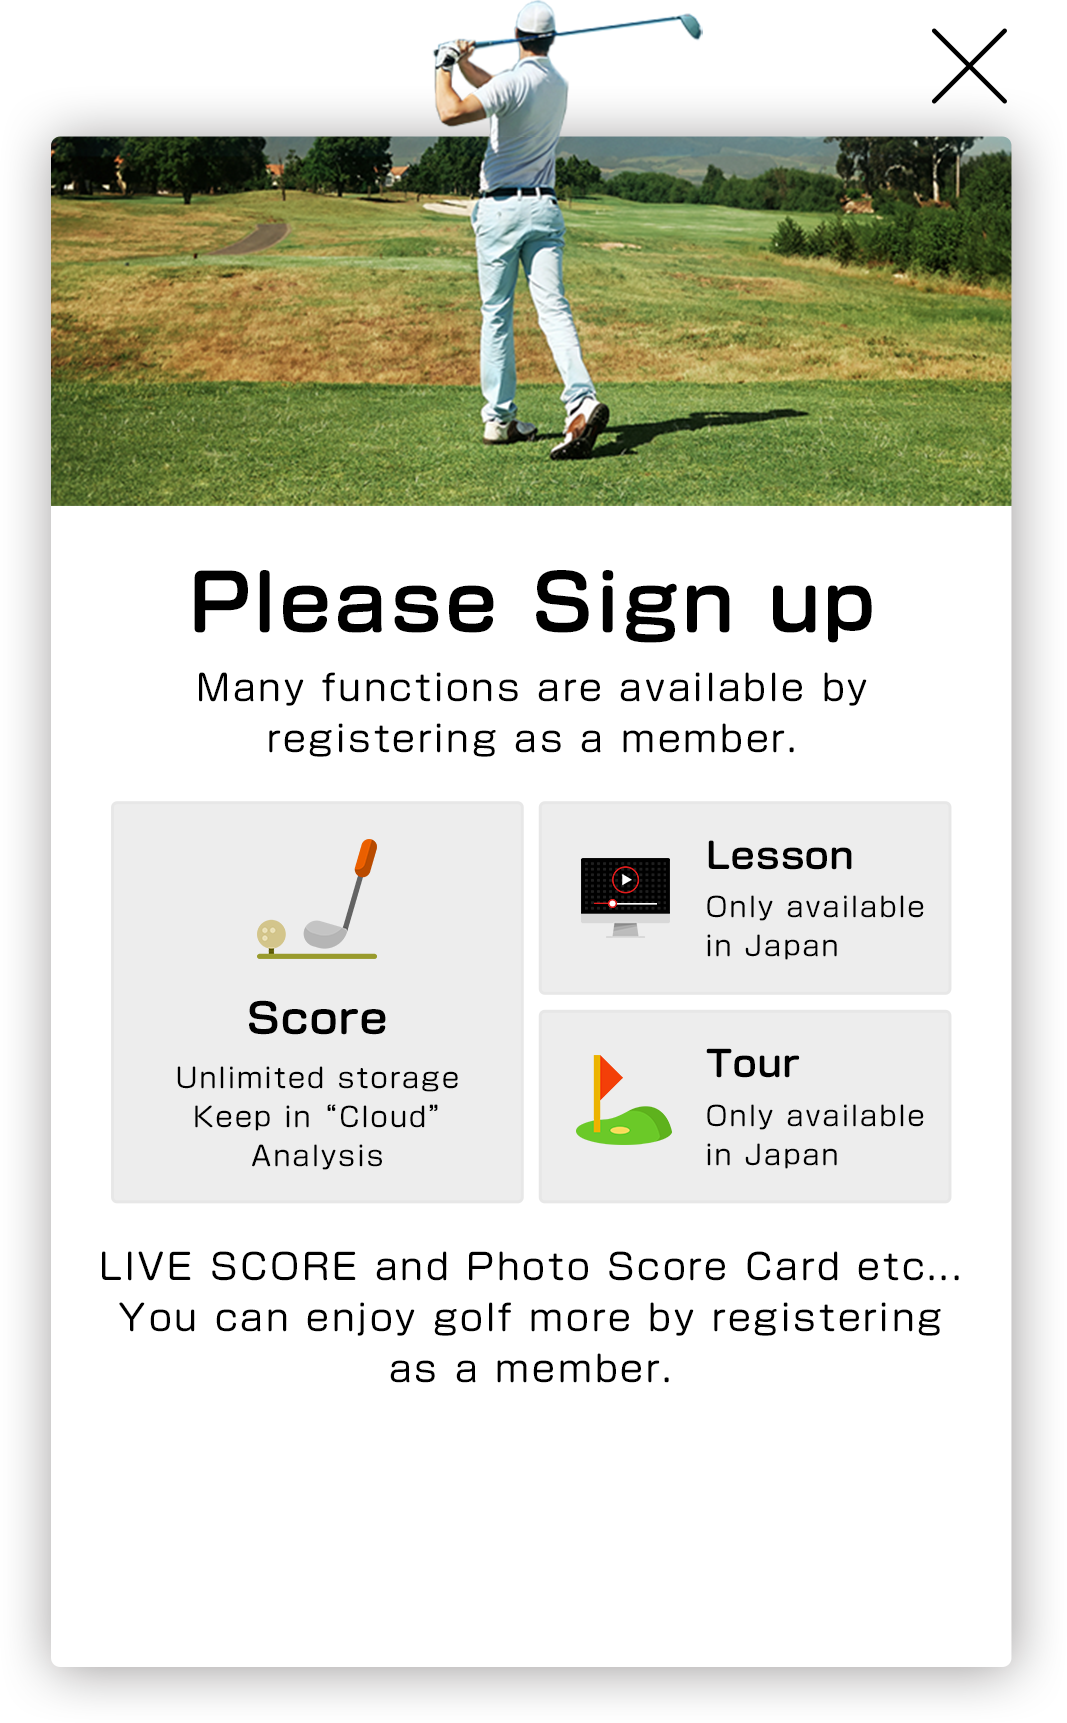 Please Sign up
Many functions are available by
registering as a member.
Score
Unlimited storage
Keep in “Cloud”
Analysis
Lesson
Only available
in Japan
Tour
Only available
in Japan
LIVE SCORE and Photo Score Card etc...
You can enjoy golf more by registering
as a member.